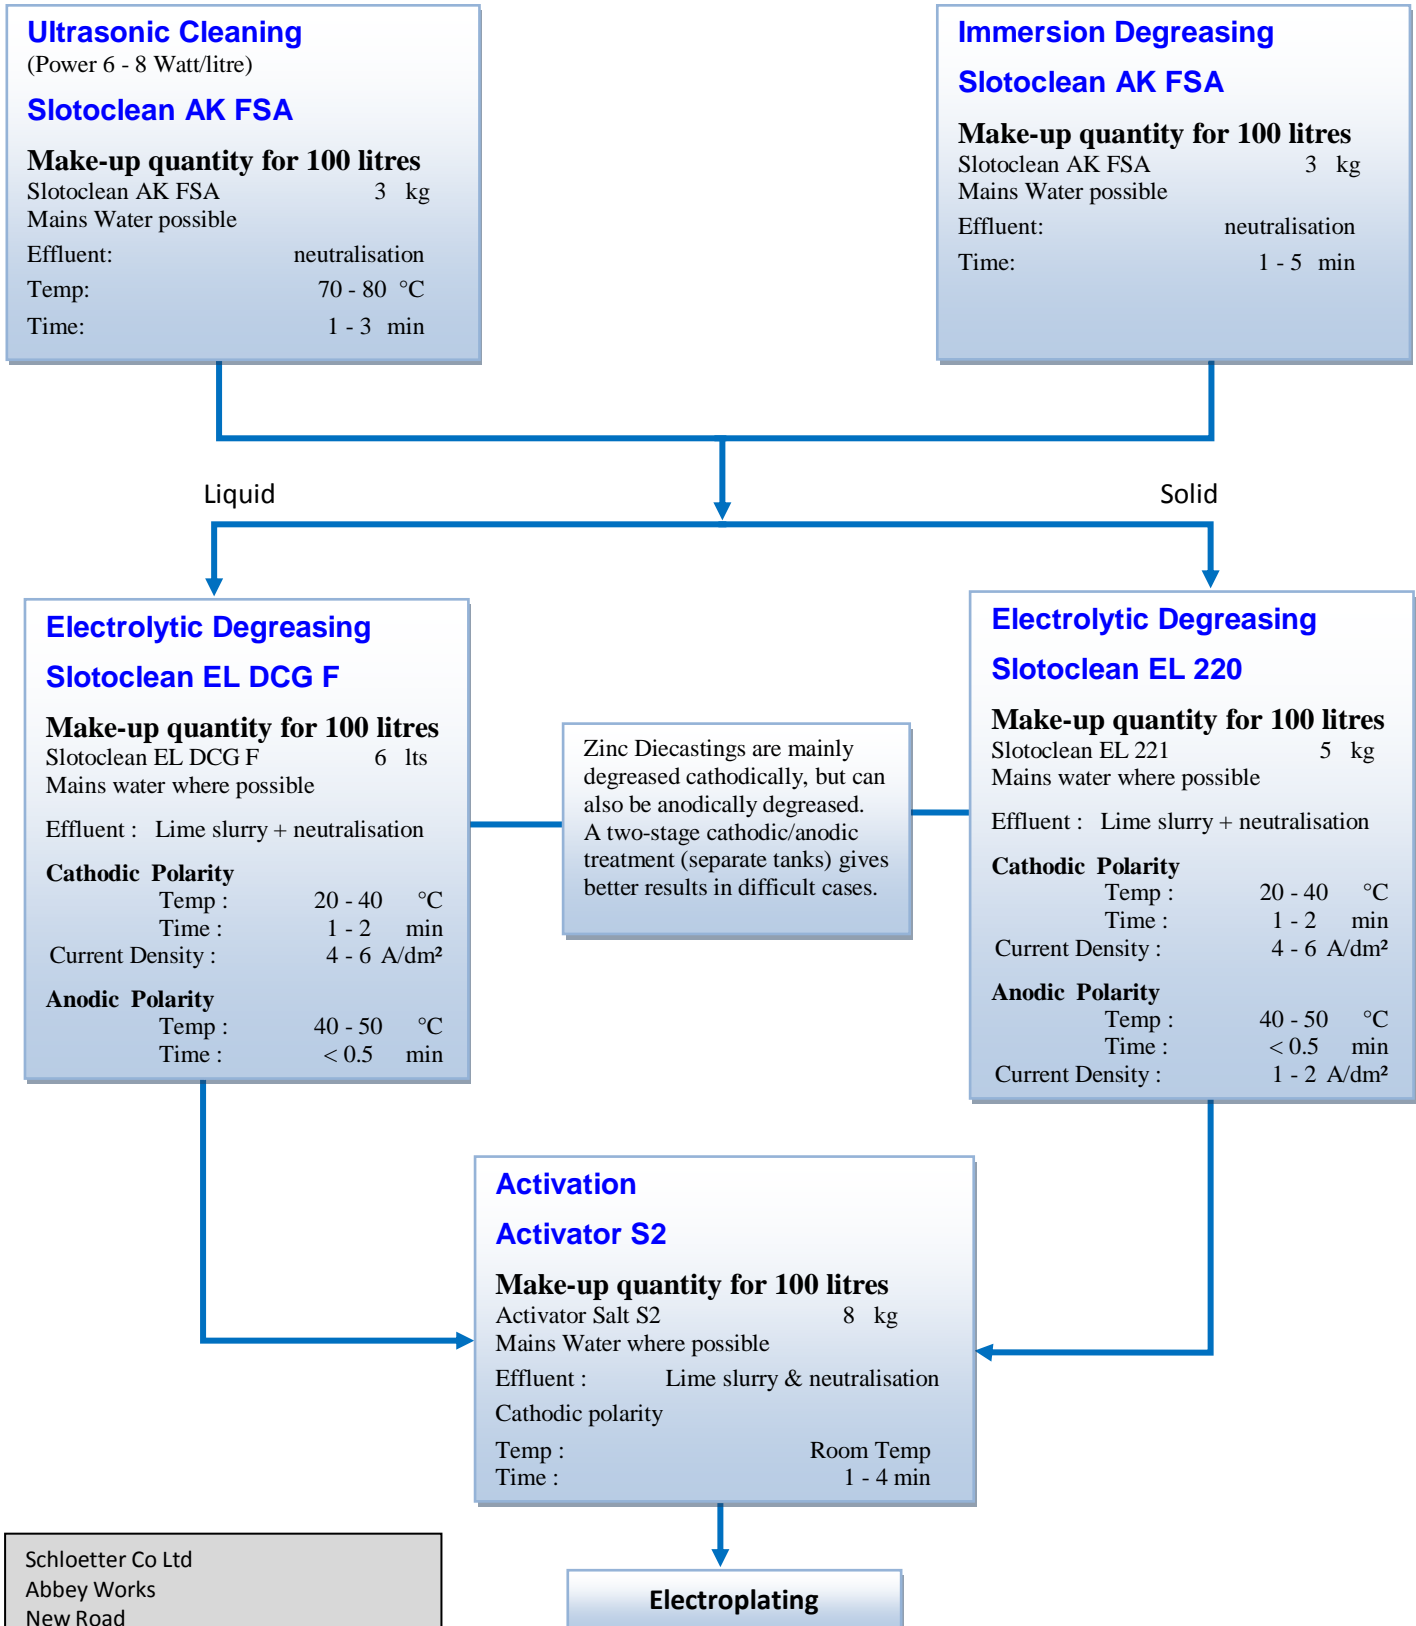 Ultrasonic Cleaning
(Power 6 - 8 Watt/litre)
Slotoclean AK FSA
Make-up quantity for 100 litres
Slotoclean AK FSA 3 kg
Mains Water possible
Effluent: neutralisation
Temp: 70 - 80 °C
Time: 1 - 3 min
Immersion Degreasing
Slotoclean AK FSA
Make-up quantity for 100 litres
Slotoclean AK FSA 3 kg
Mains Water possible
Effluent: neutralisation
Time: 1 - 5 min
Liquid
Solid
Electrolytic Degreasing
Slotoclean EL DCG F
Make-up quantity for 100 litres
Slotoclean EL DCG F 6 lts
Mains water where possible
Effluent : Lime slurry + neutralisation
Cathodic Polarity
Temp : 20 - 40 °C
Time : 1 - 2 min
Current Density : 4 - 6 A/dm²
Anodic Polarity
Temp : 40 - 50 °C
Time : < 0.5 min
Zinc Diecastings are mainly
degreased cathodically, but can
also be anodically degreased.
A two-stage cathodic/anodic
treatment (separate tanks) gives
better results in difficult cases.
Electrolytic Degreasing
Slotoclean EL 220
Make-up quantity for 100 litres
Slotoclean EL 221 5 kg
Mains water where possible
Effluent : Lime slurry + neutralisation
Cathodic Polarity
Temp : 20 - 40 °C
Time : 1 - 2 min
Current Density : 4 - 6 A/dm²
Anodic Polarity
Temp : 40 - 50 °C
Time : < 0.5 min
Current Density : 1 - 2 A/dm²
Activation
Activator S2
Make-up quantity for 100 litres
Activator Salt S2 8 kg
Mains Water where possible
Effluent : Lime slurry & neutralisation
Cathodic polarity
Temp : Room Temp
Time : 1 - 4 min
Schloetter Co Ltd
Abbey Works
New Road
Electroplating